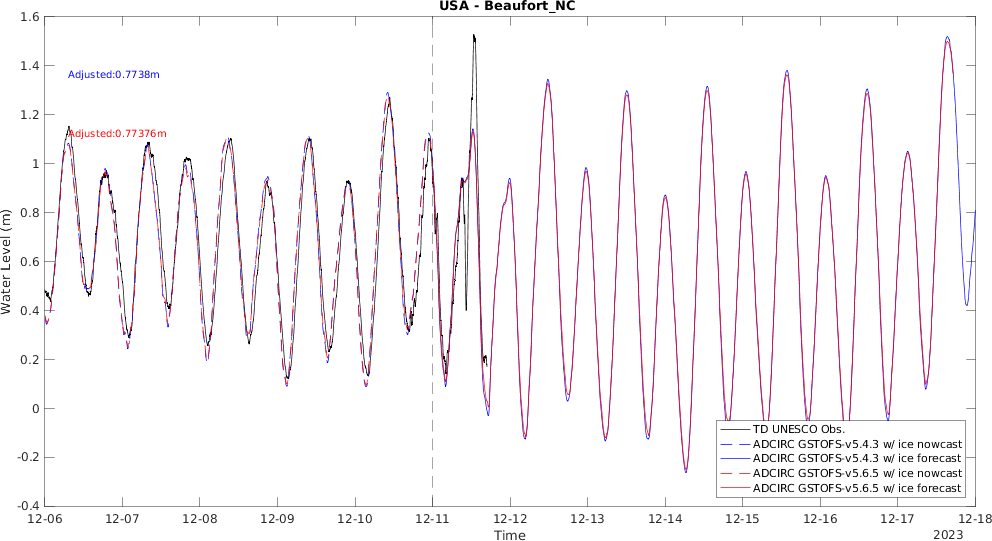 USA - Beaufort_NC
1.6
1.4
1.2
1
0.8
0.6
0.4
0.2
0
-0.2
-0.4
Water Level (m)
Adjusted:0.7738m
Adjusted:0.77376m
TD UNESCO Obs.
ADCIRC GSTOFS-v5.4.3 w/ ice nowcast
ADCIRC GSTOFS-v5.4.3 w/ ice forecast
ADCIRC GSTOFS-v5.6.5 w/ ice nowcast
ADCIRC GSTOFS-v5.6.5 w/ ice forecast
12-06 12-07 12-08 12-09 12-10 12-11 12-12 12-13 12-14 12-15 12-16 12-17 12-18
Time
2023